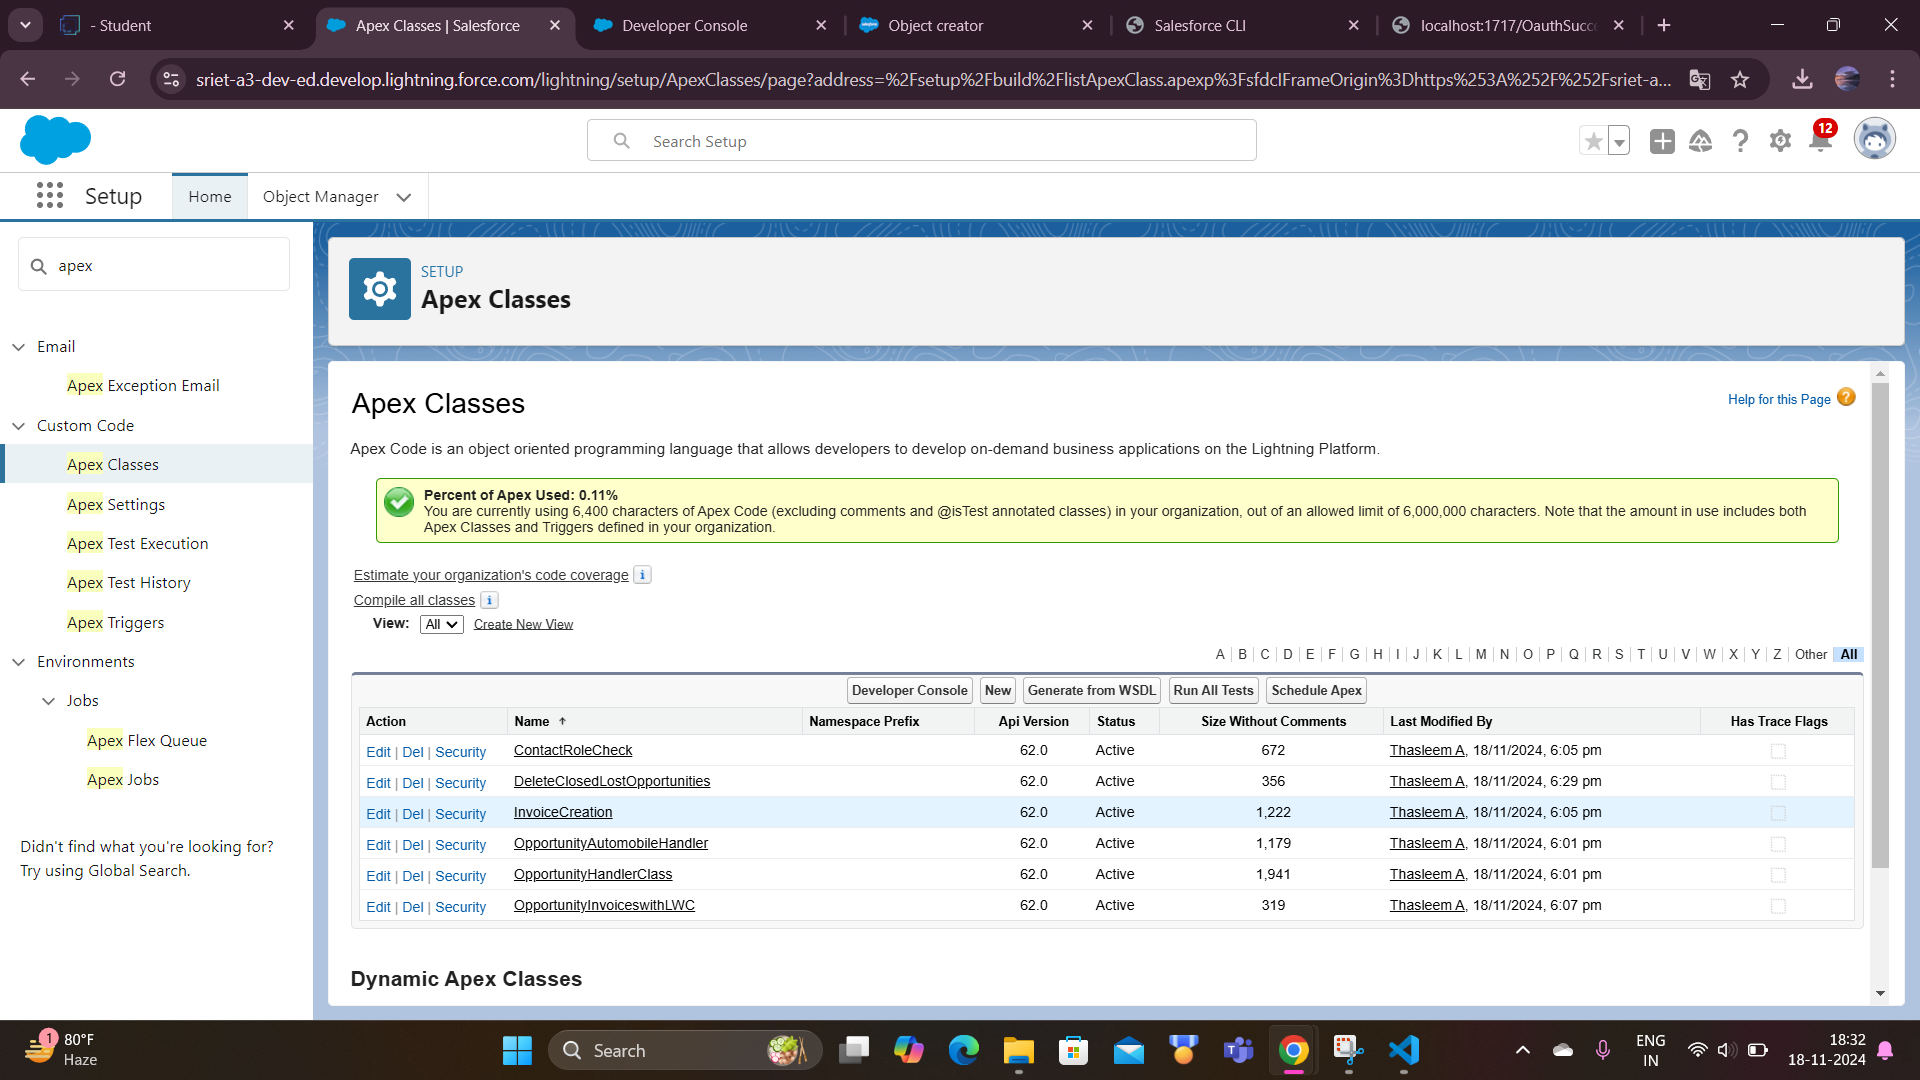 - Student
Apex Classes | Salesforce
Developer Console
Object creator
Salesforce CLI
localhost:1717/OauthSucce
sriet-a3-dev-ed.develop.lightning.force.com/lightning/setup/ApexClasses/page?address=%2Fsetup%2Fbuild%2FlistApexClass.apexp%3FsfdcIFrameOrigin%3Dhttps%253A%252F%252Fsriet-a...
Search Setup
12
Setup
Home
Object Manager
apex
Email
Apex Exception Email
Custom Code
Apex Classes
Apex Settings
Apex Test Execution
Apex Test History
Apex Triggers
Environments
Jobs
Apex Flex Queue
Apex Jobs
Didn't find what you're looking for?
Try using Global Search.
SETUP
Apex Classes
Apex Classes
Help for this Page ?
Apex Code is an object oriented programming language that allows developers to develop on-demand business applications on the Lightning Platform.
Percent of Apex Used: 0.11%
You are currently using 6,400 characters of Apex Code (excluding comments and @isTest annotated classes) in your organization, out of an allowed limit of 6,000,000 characters. Note that the amount in use includes both
Apex Classes and Triggers defined in your organization.
Estimate your organization's code coverage i
Compile all classes i
View: All Create New View
A | B | C | D | E | F | G | H | I | J | K | L | M | N | O | P | Q | R | S | T | U | V | W | X | Y | Z | Other All
Developer Console New Generate from WSDL Run All Tests Schedule Apex
Action Name ↑ Namespace Prefix Api Version Status Size Without Comments Last Modified By Has Trace Flags
Edit | Del | Security ContactRoleCheck 62.0 Active 672 Thasleem A, 18/11/2024, 6:05 pm
Edit | Del | Security DeleteClosedLostOpportunities 62.0 Active 356 Thasleem A, 18/11/2024, 6:29 pm
Edit | Del | Security InvoiceCreation 62.0 Active 1,222 Thasleem A, 18/11/2024, 6:05 pm
Edit | Del | Security OpportunityAutomobileHandler 62.0 Active 1,179 Thasleem A, 18/11/2024, 6:01 pm
Edit | Del | Security OpportunityHandlerClass 62.0 Active 1,941 Thasleem A, 18/11/2024, 6:01 pm
Edit | Del | Security OpportunityInvoiceswithLWC 62.0 Active 319 Thasleem A, 18/11/2024, 6:07 pm
Dynamic Apex Classes
1
80°F
Haze
Search
ENG
IN
18:32
18-11-2024